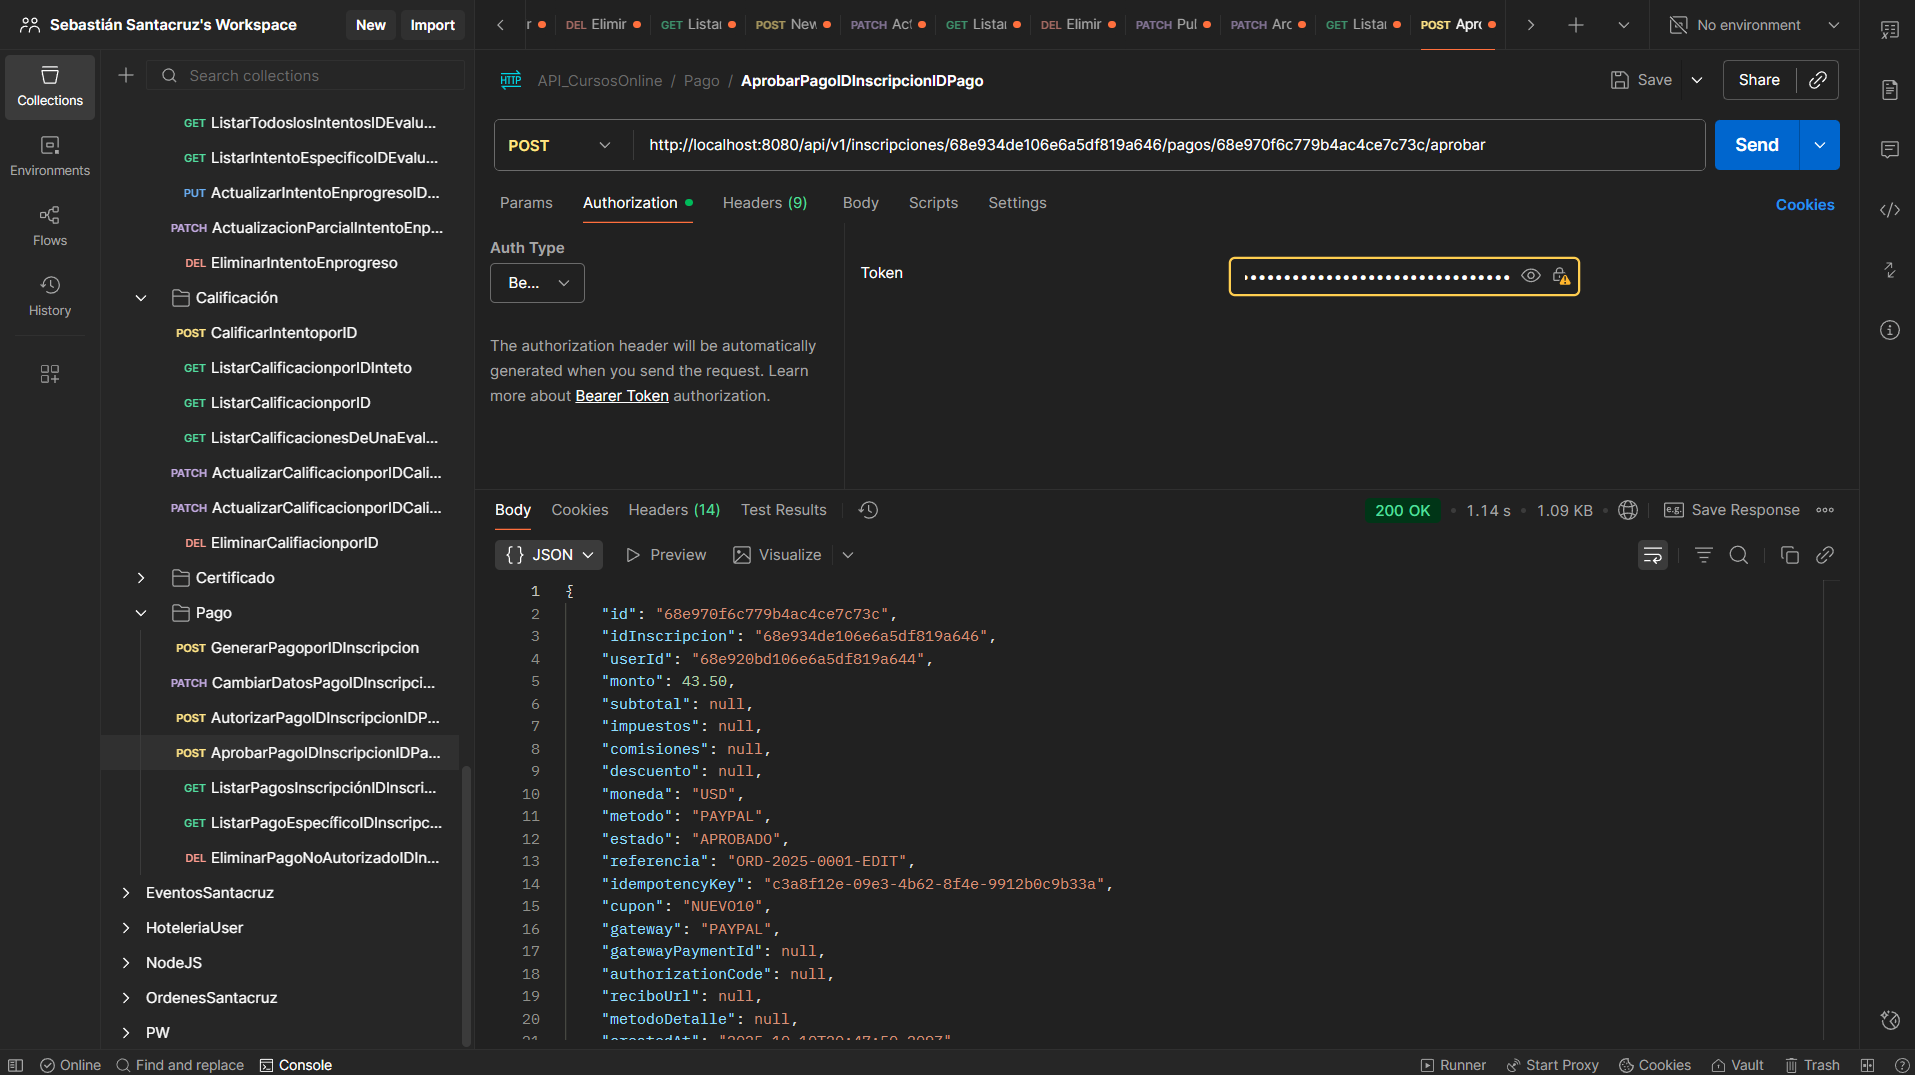 Sebastián Santacruz's Workspace
New
Import
DEL Elimir
GET Listar
POST New
PATCH Act
GET Listar
DEL Elimir
PATCH Pul
PATCH Arc
GET Listar
POST Apro
No environment
Collections
Environments
Flows
History
Search collections
GET ListarTodoslosIntentosIDEvalu...
GET ListarIntentoEspecificoIDEvalu...
PUT ActualizarIntentoEnprogresoID...
PATCH ActualizacionParcialIntentoEnp...
DEL EliminarIntentoEnprogreso
Calificación
POST CalificarIntentoporID
GET ListarCalificacionporIDInteto
GET ListarCalificacionporID
GET ListarCalificacionesDeUnaEval...
PATCH ActualizarCalificacionporIDCali...
PATCH ActualizarCalificacionporIDCali...
DEL EliminarCalifiacionporID
Certificado
Pago
POST GenerarPagoporIDInscripcion
PATCH CambiarDatosPagoIDInscripci...
POST AutorizarPagoIDInscripcionIDP...
POST AprobarPagoIDInscripcionIDPa...
GET ListarPagosInscripciónIDInscri...
GET ListarPagoEspecíficoIDInscripc...
DEL EliminarPagoNoAutorizadoIDIn...
EventosSantacruz
HoteleriaUser
NodeJS
OrdenesSantacruz
PW
HTTP API_CursosOnline / Pago / AprobarPagoIDInscripcionIDPago
Save
Share
POST http://localhost:8080/api/v1/inscripciones/68e934de106e6a5df819a646/pagos/68e970f6c779b4ac4ce7c73c/aprobar
Send
Params Authorization Headers (9) Body Scripts Settings
Cookies
Auth Type
Be...
Token
The authorization header will be automatically
generated when you send the request. Learn
more about Bearer Token authorization.
Body Cookies Headers (14) Test Results
200 OK • 1.14 s • 1.09 KB
e.g. Save Response
{} JSON Preview Visualize
1 {
2 "id": "68e970f6c779b4ac4ce7c73c",
3 "idInscripcion": "68e934de106e6a5df819a646",
4 "userId": "68e920bd106e6a5df819a644",
5 "monto": 43.50,
6 "subtotal": null,
7 "impuestos": null,
8 "comisiones": null,
9 "descuento": null,
10 "moneda": "USD",
11 "metodo": "PAYPAL",
12 "estado": "APROBADO",
13 "referencia": "ORD-2025-0001-EDIT",
14 "idempotencyKey": "c3a8f12e-09e3-4b62-8f4e-9912b0c9b33a",
15 "cupon": "NUEVO10",
16 "gateway": "PAYPAL",
17 "gatewayPaymentId": null,
18 "authorizationCode": null,
19 "reciboUrl": null,
20 "metodoDetalle": null,
Online Find and replace Console
Runner Start Proxy Cookies Vault Trash